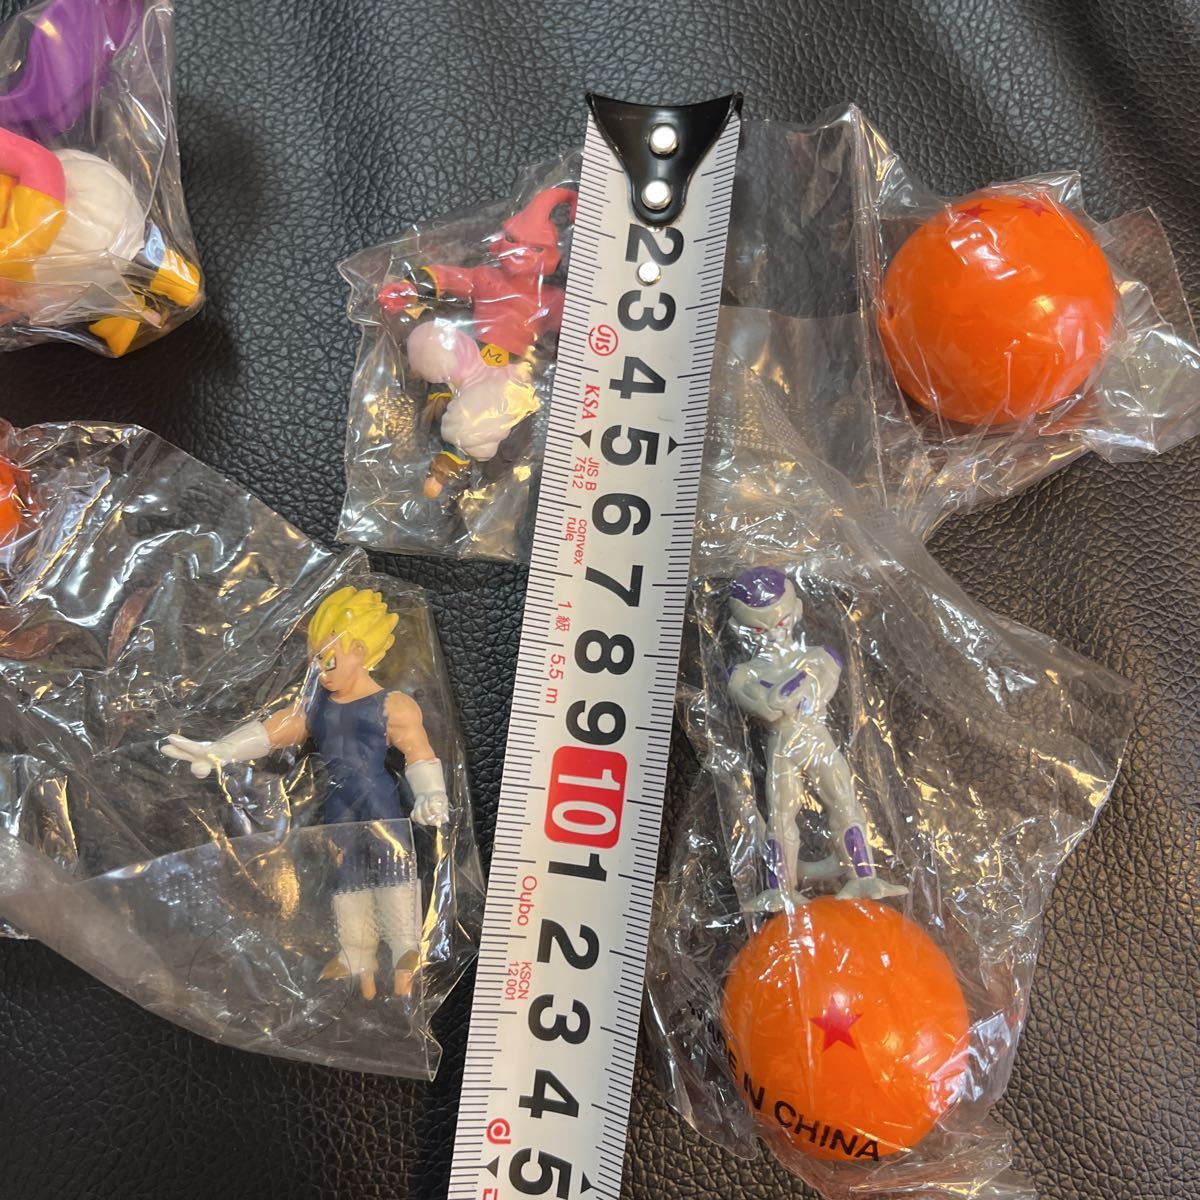 2
3
JIS
4
KSA
5
JIS B
7512
6
convex
rule
7
1級
8
5.5 m
9
10
1
Oubo
2
KSCN
12001
3
4
5
M
IN CHINA